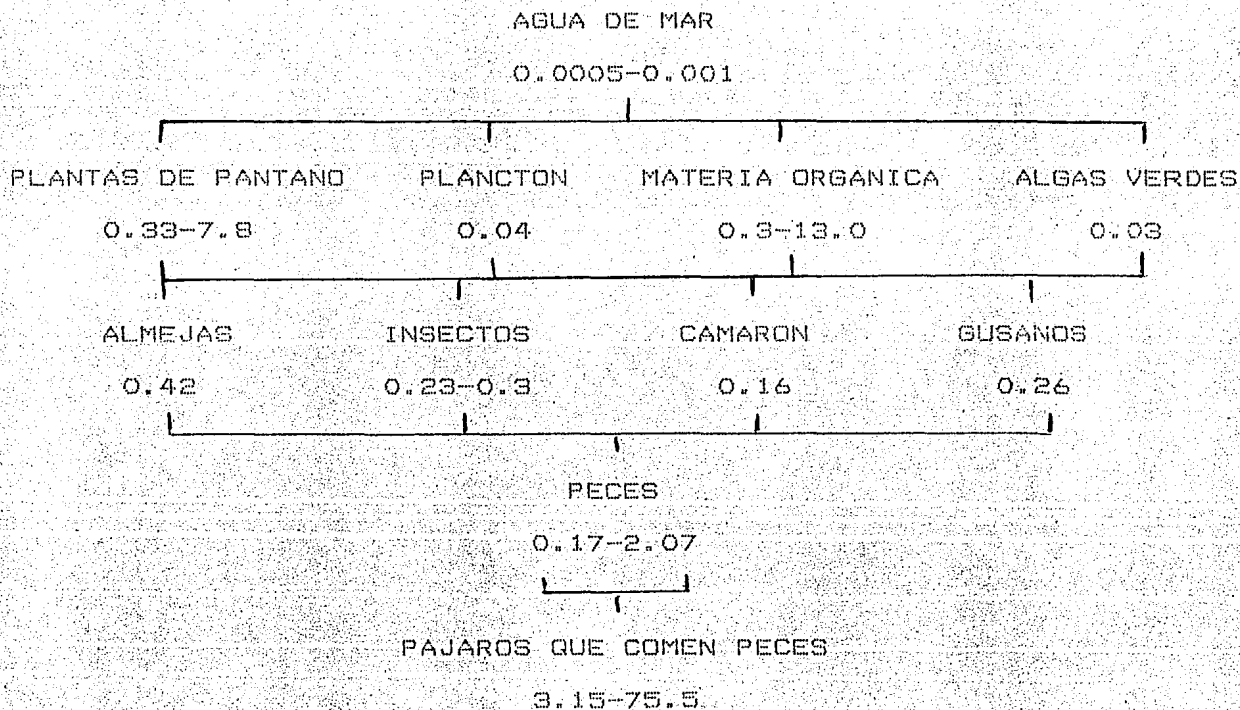 AGUA DE MAR
0.0005-0.001
PLANTAS DE PANTANO PLANCTON MATERIA ORGANICA ALGAS VERDES
0.33-7.8 0.04 0.3-13.0 0.03
ALMEJAS INSECTOS CAMARON GUSANOS
0.42 0.23-0.3 0.16 0.26
PECES
0.17-2.07
PAJAROS QUE COMEN PECES
3.15-75.5